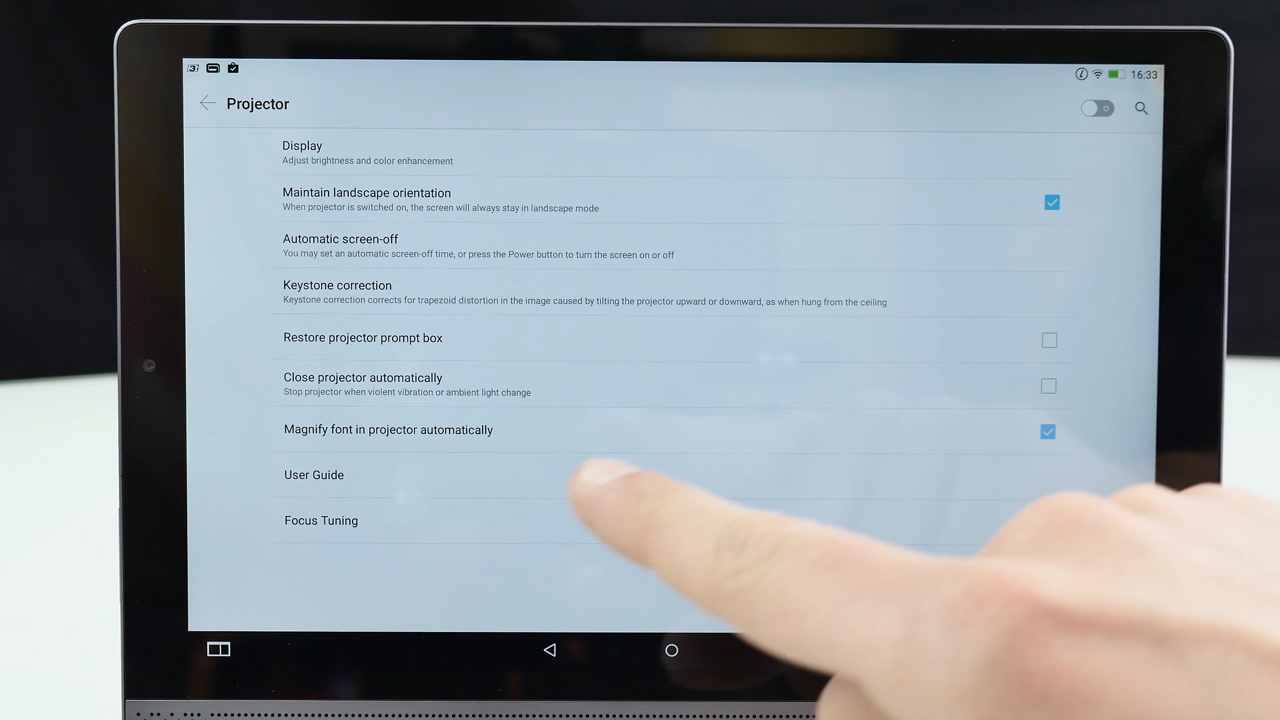 16:33
Projector
Display
Adjust brightness and color enhancement
Maintain landscape orientation
When projector is switched on, the screen will always stay in landscape mode
Automatic screen-off
You may set an automatic screen-off time, or press the Power button to turn the screen on or off
Keystone correction
Keystone correction corrects for trapezoid distortion in the image caused by tilting the projector upward or downward, as when hung from the ceiling
Restore projector prompt box
Close projector automatically
Stop projector when violent vibration or ambient light change
Magnify font in projector automatically
User Guide
Focus Tuning